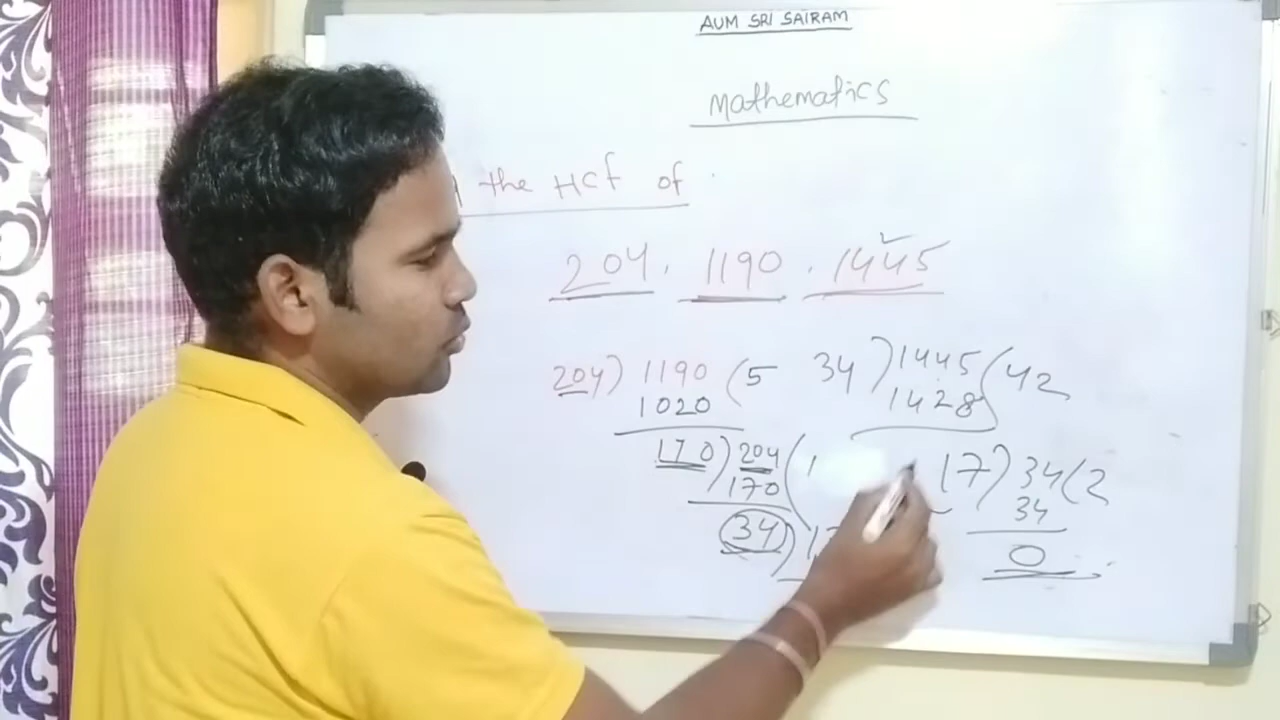 AUM SRI SAIRAM
Mathematics
the HCF of
204, 1190, 1445
204) 1190 (5
1020
170) 204 (1
170
34)
34) 1445 (42
1428
17) 34 (2
34
0